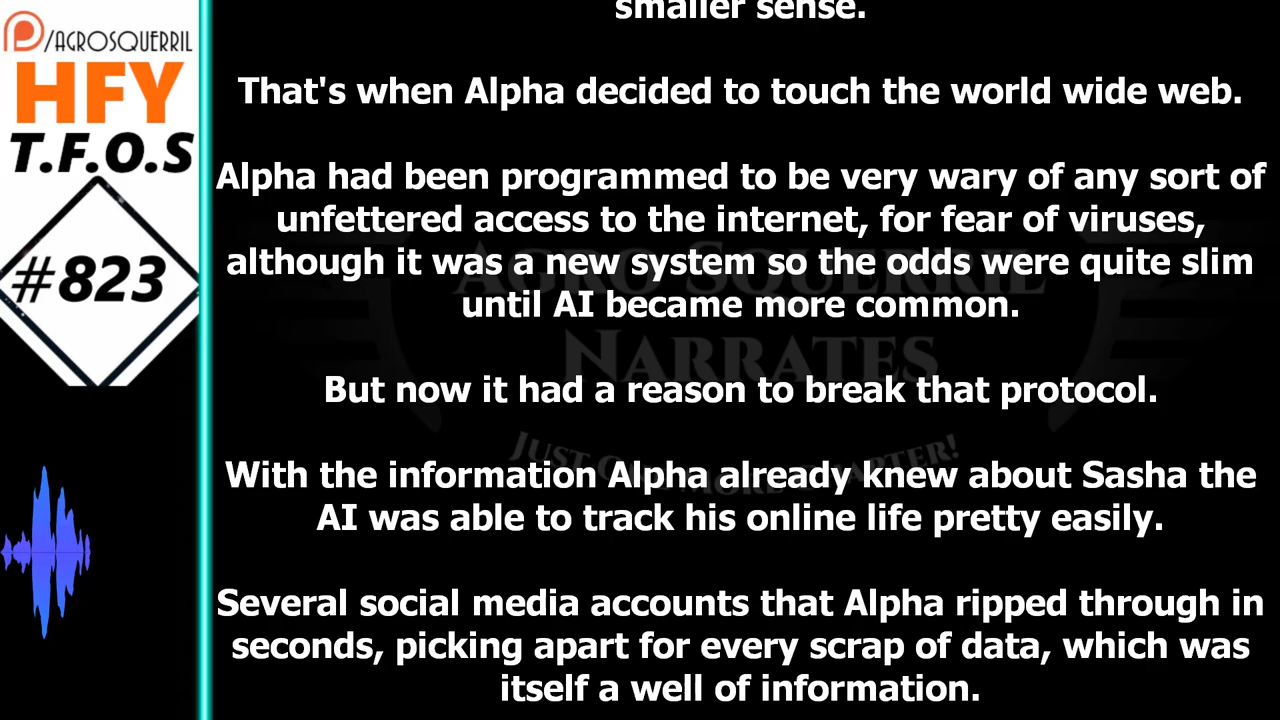 /AGROSQUERRIL
HFY
T.F.O.S
#823
smaller sense.
That's when Alpha decided to touch the world wide web.
Alpha had been programmed to be very wary of any sort of
unfettered access to the internet, for fear of viruses,
although it was a new system so the odds were quite slim
until AI became more common.
But now it had a reason to break that protocol.
With the information Alpha already knew about Sasha the
AI was able to track his online life pretty easily.
Several social media accounts that Alpha ripped through in
seconds, picking apart for every scrap of data, which was
itself a well of information.
AGRO SQUERRIL
NARRATES